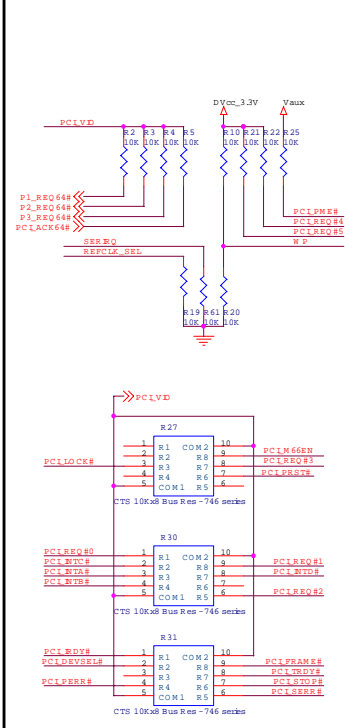 DVcc_3.3V Vaux
PCI_VIO
R2 R3 R4 R5 R10 R21 R22 R25
10K 10K 10K 10K 10K 10K 10K 10K
P1_REQ64#
P2_REQ64#
P3_REQ64#
PCI_ACK64#
PCI_PME#
PCI_REQ4#
PCI_REQ5#
WP
SERIRQ
REFCLK_SEL
R19 R61 R20
10K 10K 10K
PCI_VIO
R27
1 R1 COM2 10
2 R2 R8 9 PCI_M66EN
PCI_LOCK# 3 R3 R7 8 PCI_REQ#3
4 R4 R6 7 PCI_PRST#
5 COM1 R5 6
CTS 10Kx8 Bus Res - 746 series
R30
PCI_REQ#0 1 R1 COM2 10
PCI_INTC# 2 R2 R8 9 PCI_REQ#1
PCI_INTA# 3 R3 R7 8 PCI_INTD#
PCI_INTB# 4 R4 R6 7
5 COM1 R5 6 PCI_REQ#2
CTS 10Kx8 Bus Res - 746 series
R31
PCI_IRDY# 1 R1 COM2 10
PCI_DEVSEL# 2 R2 R8 9 PCI_FRAME#
3 R3 R7 8 PCI_TRDY#
PCI_PERR# 4 R4 R6 7 PCI_STOP#
5 COM1 R5 6 PCI_SERR#
CTS 10Kx8 Bus Res - 746 series